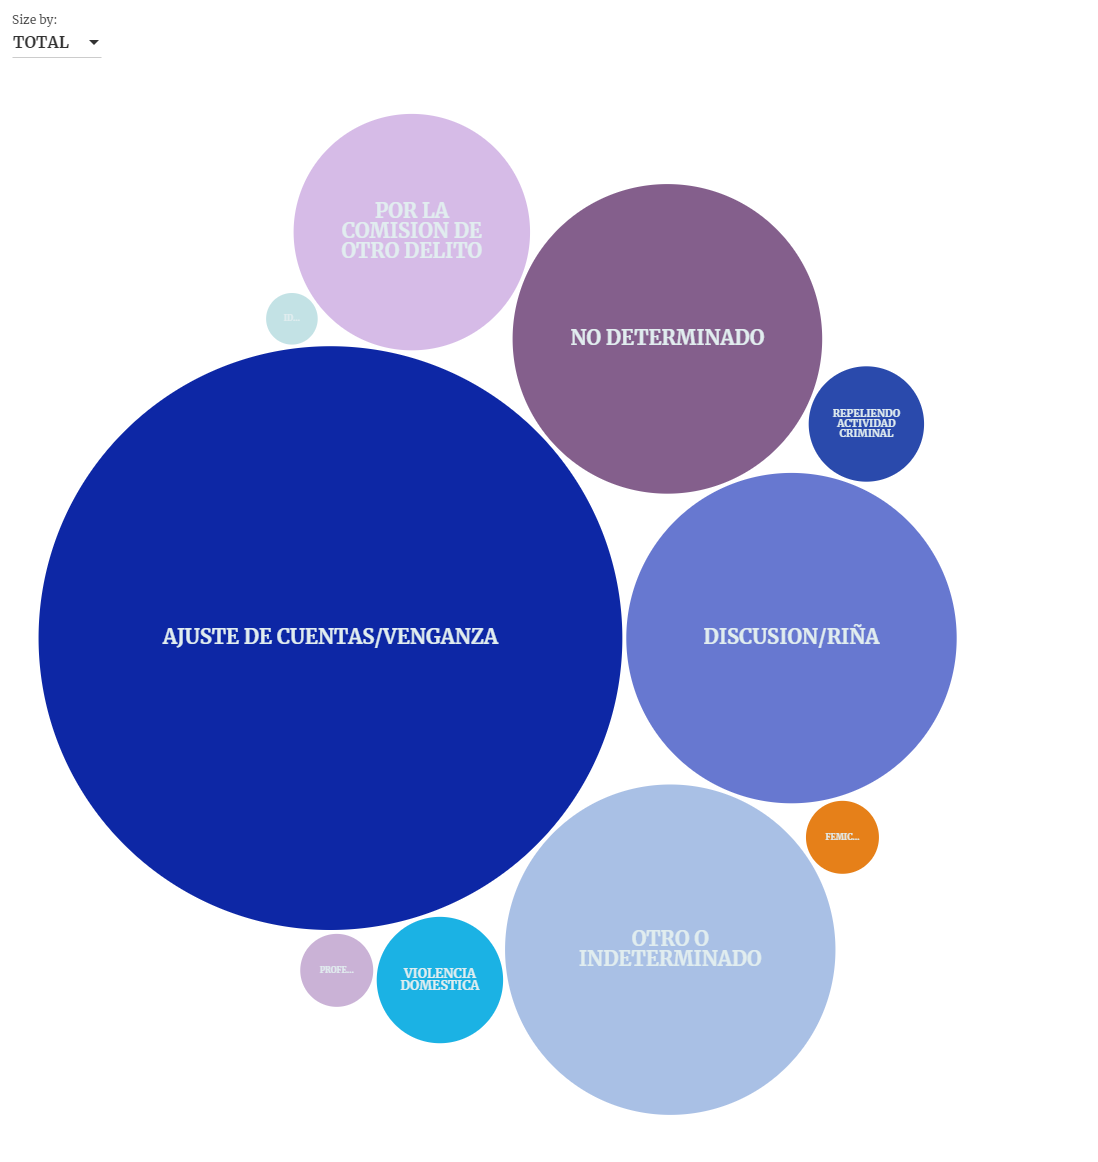 Size by:
TOTAL
POR LA
COMISION DE
OTRO DELITO
NO DETERMINADO
REPELIENDO
ACTIVIDAD
CRIMINAL
AJUSTE DE CUENTAS/VENGANZA
DISCUSION/RIÑA
FEMIC...
OTRO O
INDETERMINADO
PROFE...
VIOLENCIA
DOMESTICA